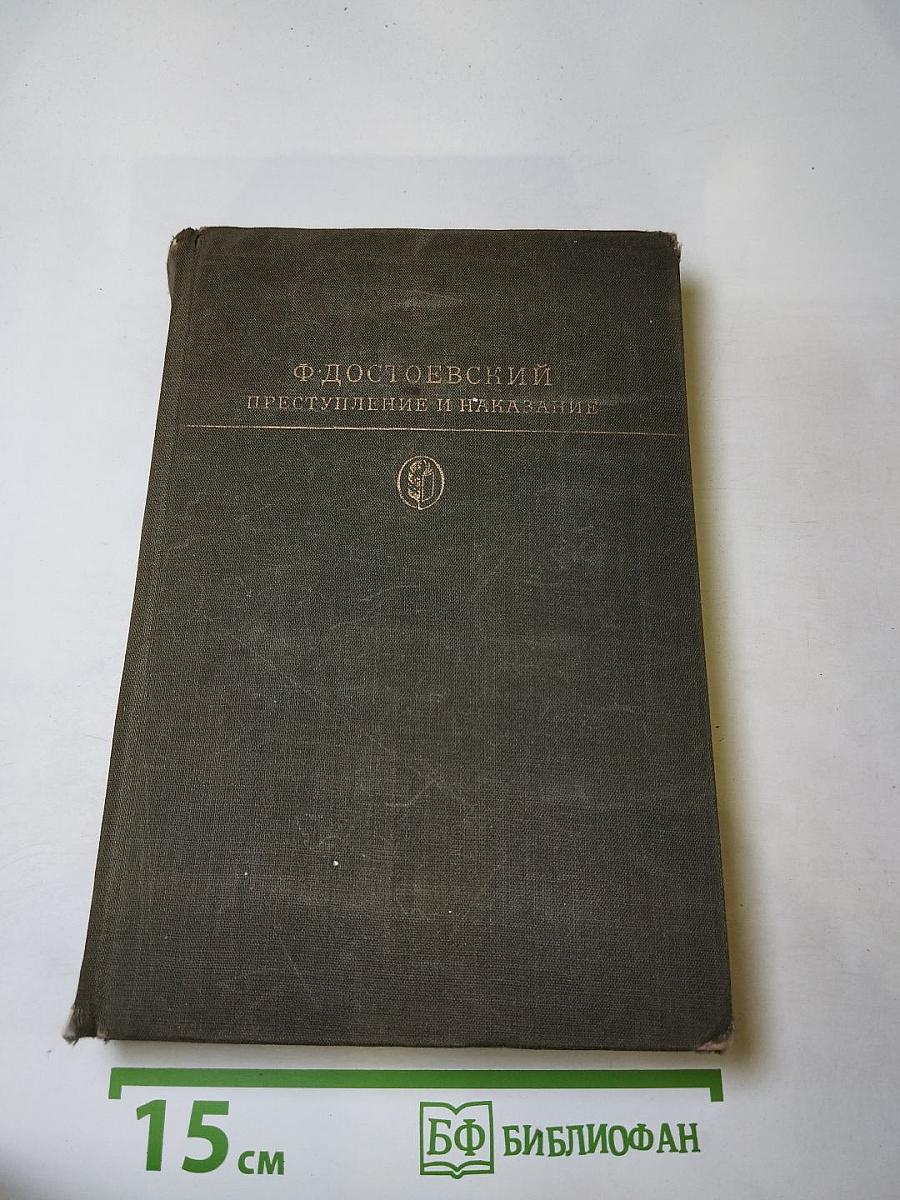 Ф·ДОСТОЕВСКИЙ
ПРЕСТУПЛЕНИЕ И НАКАЗАНИЕ
15 см
БФ БИБЛИОФАН